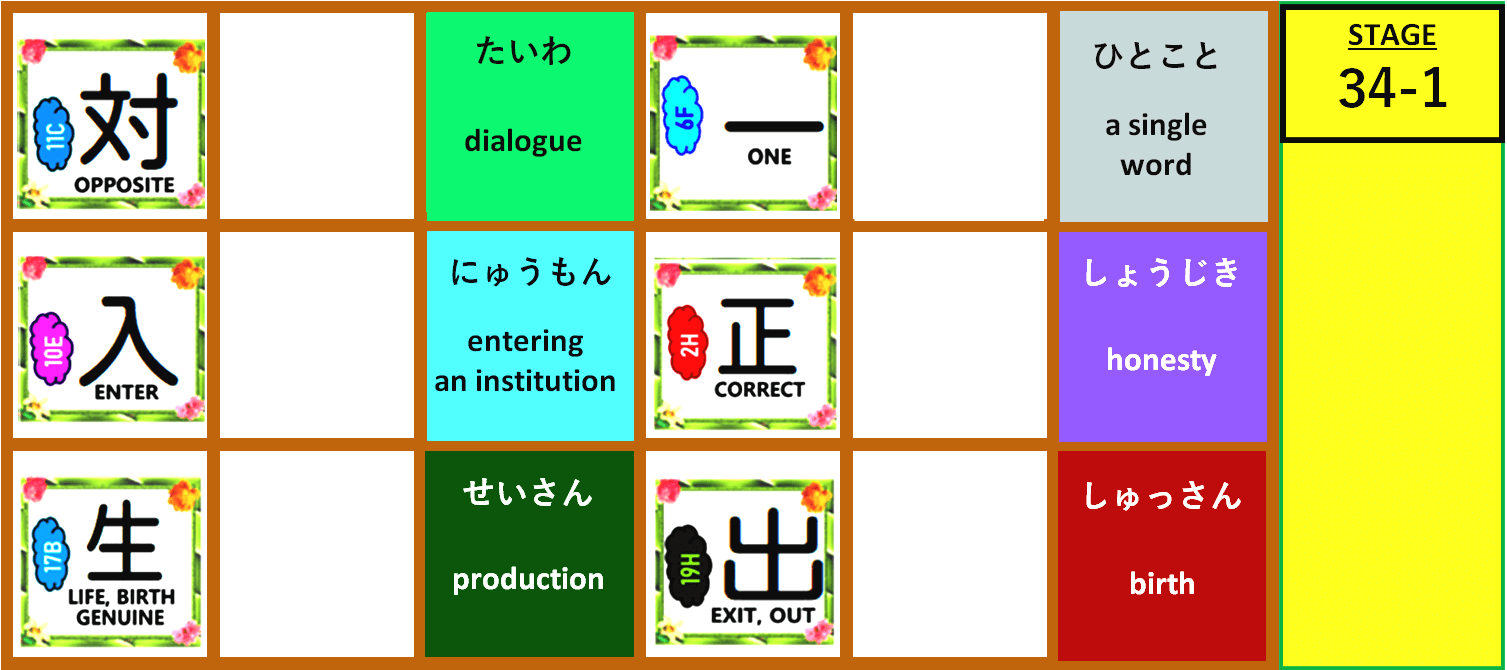 対
11C
OPPOSITE
たいわ
dialogue
一
6F
ONE
ひとこと
a single
word
STAGE
34-1
入
10E
ENTER
にゅうもん
entering
an institution
正
2H
CORRECT
しょうじき
honesty
生
17B
LIFE, BIRTH
GENUINE
せいさん
production
出
19H
EXIT, OUT
しゅっさん
birth